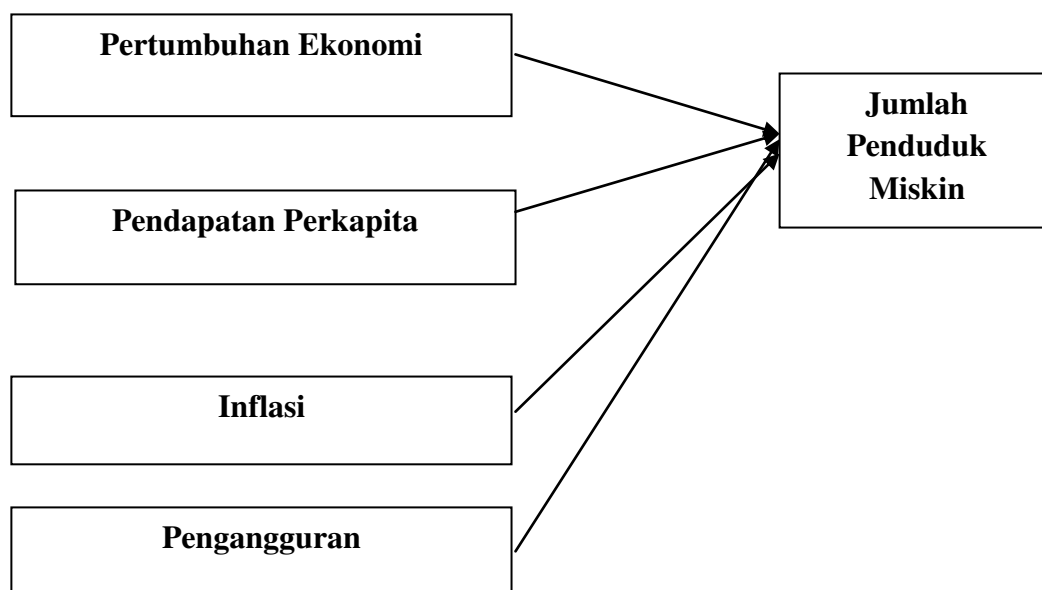 Pertumbuhan Ekonomi
Pendapatan Perkapita
Inflasi
Pengangguran
Jumlah
Penduduk
Miskin